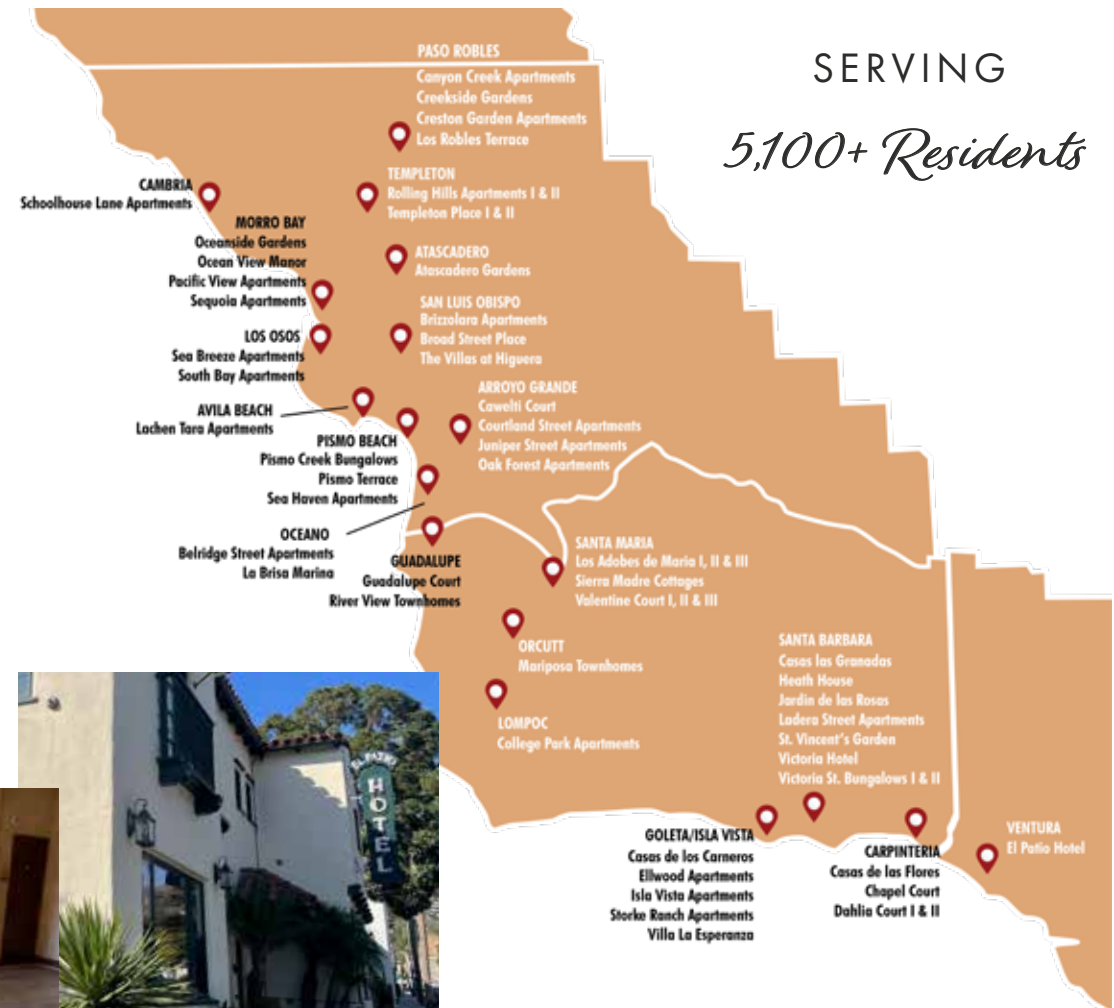 SERVING
5,100+ Residents
PASO ROBLES
Canyon Creek Apartments
Creekside Gardens
Creston Garden Apartments
Los Robles Terrace
TEMPLETON
Rolling Hills Apartments I & II
Templeton Place I & II
CAMBRIA
Schoolhouse Lane Apartments
MORRO BAY
Oceanside Gardens
Ocean View Manor
Pacific View Apartments
Sequoia Apartments
ATASCADERO
Atascadero Gardens
SAN LUIS OBISPO
Brizzolara Apartments
Broad Street Place
The Villas at Higuera
LOS OSOS
Sea Breeze Apartments
South Bay Apartments
ARROYO GRANDE
Cawelti Court
Courtland Street Apartments
Juniper Street Apartments
Oak Forest Apartments
AVILA BEACH
Lachen Tara Apartments
PISMO BEACH
Pismo Creek Bungalows
Pismo Terrace
Sea Haven Apartments
OCEANO
Belridge Street Apartments
La Brisa Marina
GUADALUPE
Guadalupe Court
River View Townhomes
SANTA MARIA
Los Adobes de Maria I, II & III
Sierra Madre Cottages
Valentine Court I, II & III
ORCUTT
Mariposa Townhomes
LOMPOC
College Park Apartments
SANTA BARBARA
Casas las Granadas
Heath House
Jardin de las Rosas
Ladera Street Apartments
St. Vincent's Garden
Victoria Hotel
Victoria St. Bungalows I & II
GOLETA/ISLA VISTA
Casas de los Carneros
Ellwood Apartments
Isla Vista Apartments
Storke Ranch Apartments
Villa La Esperanza
CARPINTERIA
Casas de las Flores
Chapel Court
Dahlia Court I & II
VENTURA
El Patio Hotel
EL PATIO
HOTEL